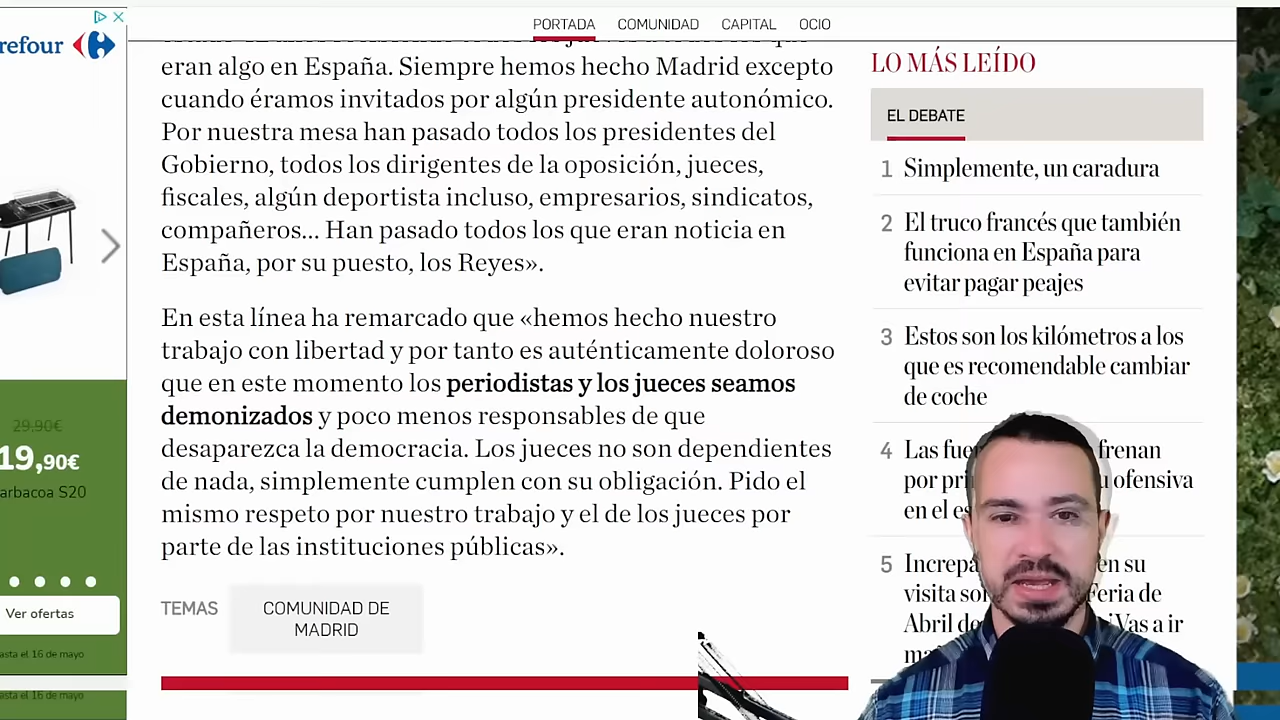 PORTADA COMUNIDAD CAPITAL OCIO
eran algo en España. Siempre hemos hecho Madrid excepto
cuando éramos invitados por algún presidente autonómico.
Por nuestra mesa han pasado todos los presidentes del
Gobierno, todos los dirigentes de la oposición, jueces,
fiscales, algún deportista incluso, empresarios, sindicatos,
compañeros... Han pasado todos los que eran noticia en
España, por su puesto, los Reyes».
En esta línea ha remarcado que «hemos hecho nuestro
trabajo con libertad y por tanto es auténticamente doloroso
que en este momento los periodistas y los jueces seamos
demonizados y poco menos responsables de que
desaparezca la democracia. Los jueces no son dependientes
de nada, simplemente cumplen con su obligación. Pido el
mismo respeto por nuestro trabajo y el de los jueces por
parte de las instituciones públicas».
TEMAS
COMUNIDAD DE
MADRID
LO MÁS LEÍDO
EL DEBATE
1 Simplemente, un caradura
2 El truco francés que también
funciona en España para
evitar pagar peajes
3 Estos son los kilómetros a los
que es recomendable cambiar
de coche
4 Las frenan
por ofensiva
en el
5 en su
visita Feria de
Abril ¡Vas a ir
refour
29.90€
19,90€
arbacoa S20
Ver ofertas
asta el 16 de mayo
asta el 16 de mayo